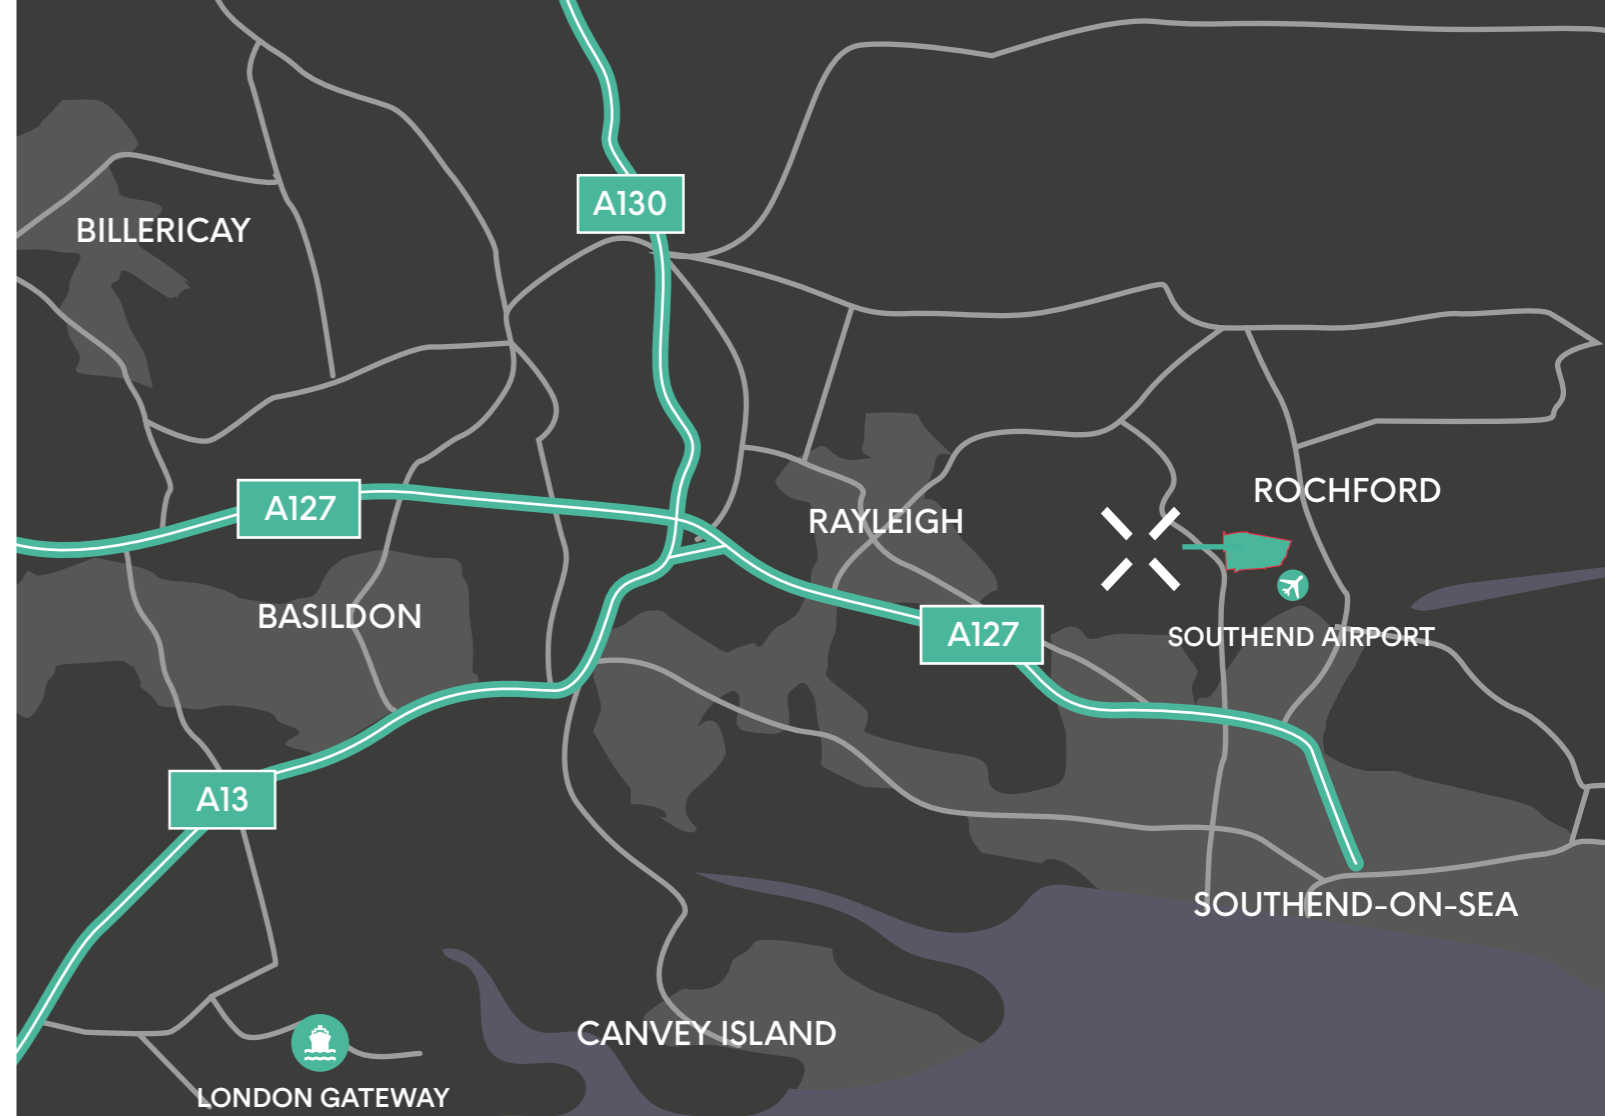 A130
BILLERICAY
ROCHFORD
A127
RAYLEIGH
BASILDON
A127
SOUTHEND AIRPORT
A13
SOUTHEND-ON-SEA
CANVEY ISLAND
LONDON GATEWAY